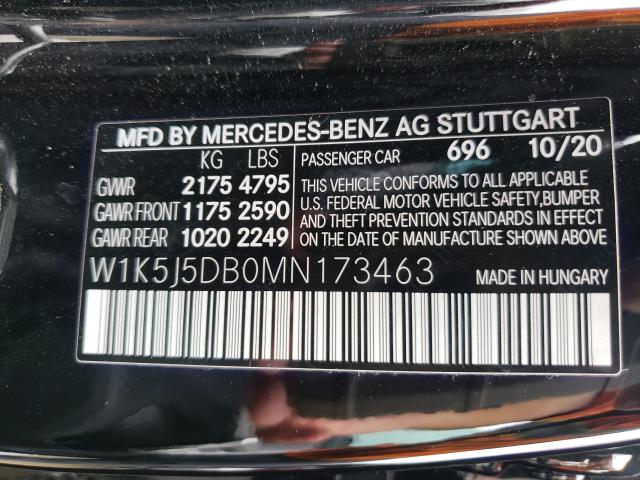 MFD BY MERCEDES-BENZ AG STUTTGART
KG LBS PASSENGER CAR 696 10/20
GVWR 2175 4795 THIS VEHICLE CONFORMS TO ALL APPLICABLE
GAWR FRONT 1175 2590 U.S. FEDERAL MOTOR VEHICLE SAFETY, BUMPER
GAWR REAR 1020 2249 AND THEFT PREVENTION STANDARDS IN EFFECT
ON THE DATE OF MANUFACTURE SHOWN ABOVE.
W1K5J5DB0MN173463 MADE IN HUNGARY